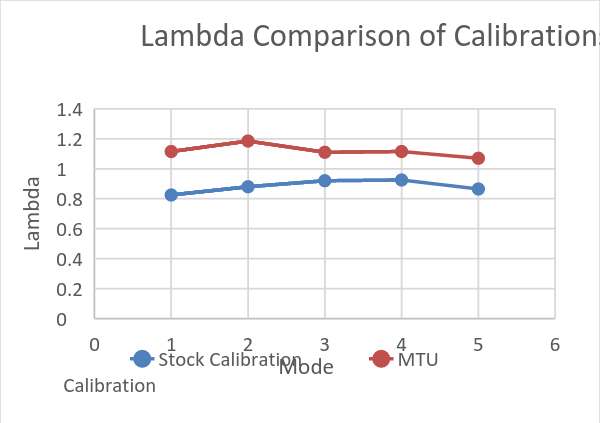 Lambda Comparison of Calibrations
1.4
1.2
1
0.8
0.6
0.4
0.2
0
Lambda
0 1 2 3 4 5 6
Mode
Stock Calibration MTU
Calibration